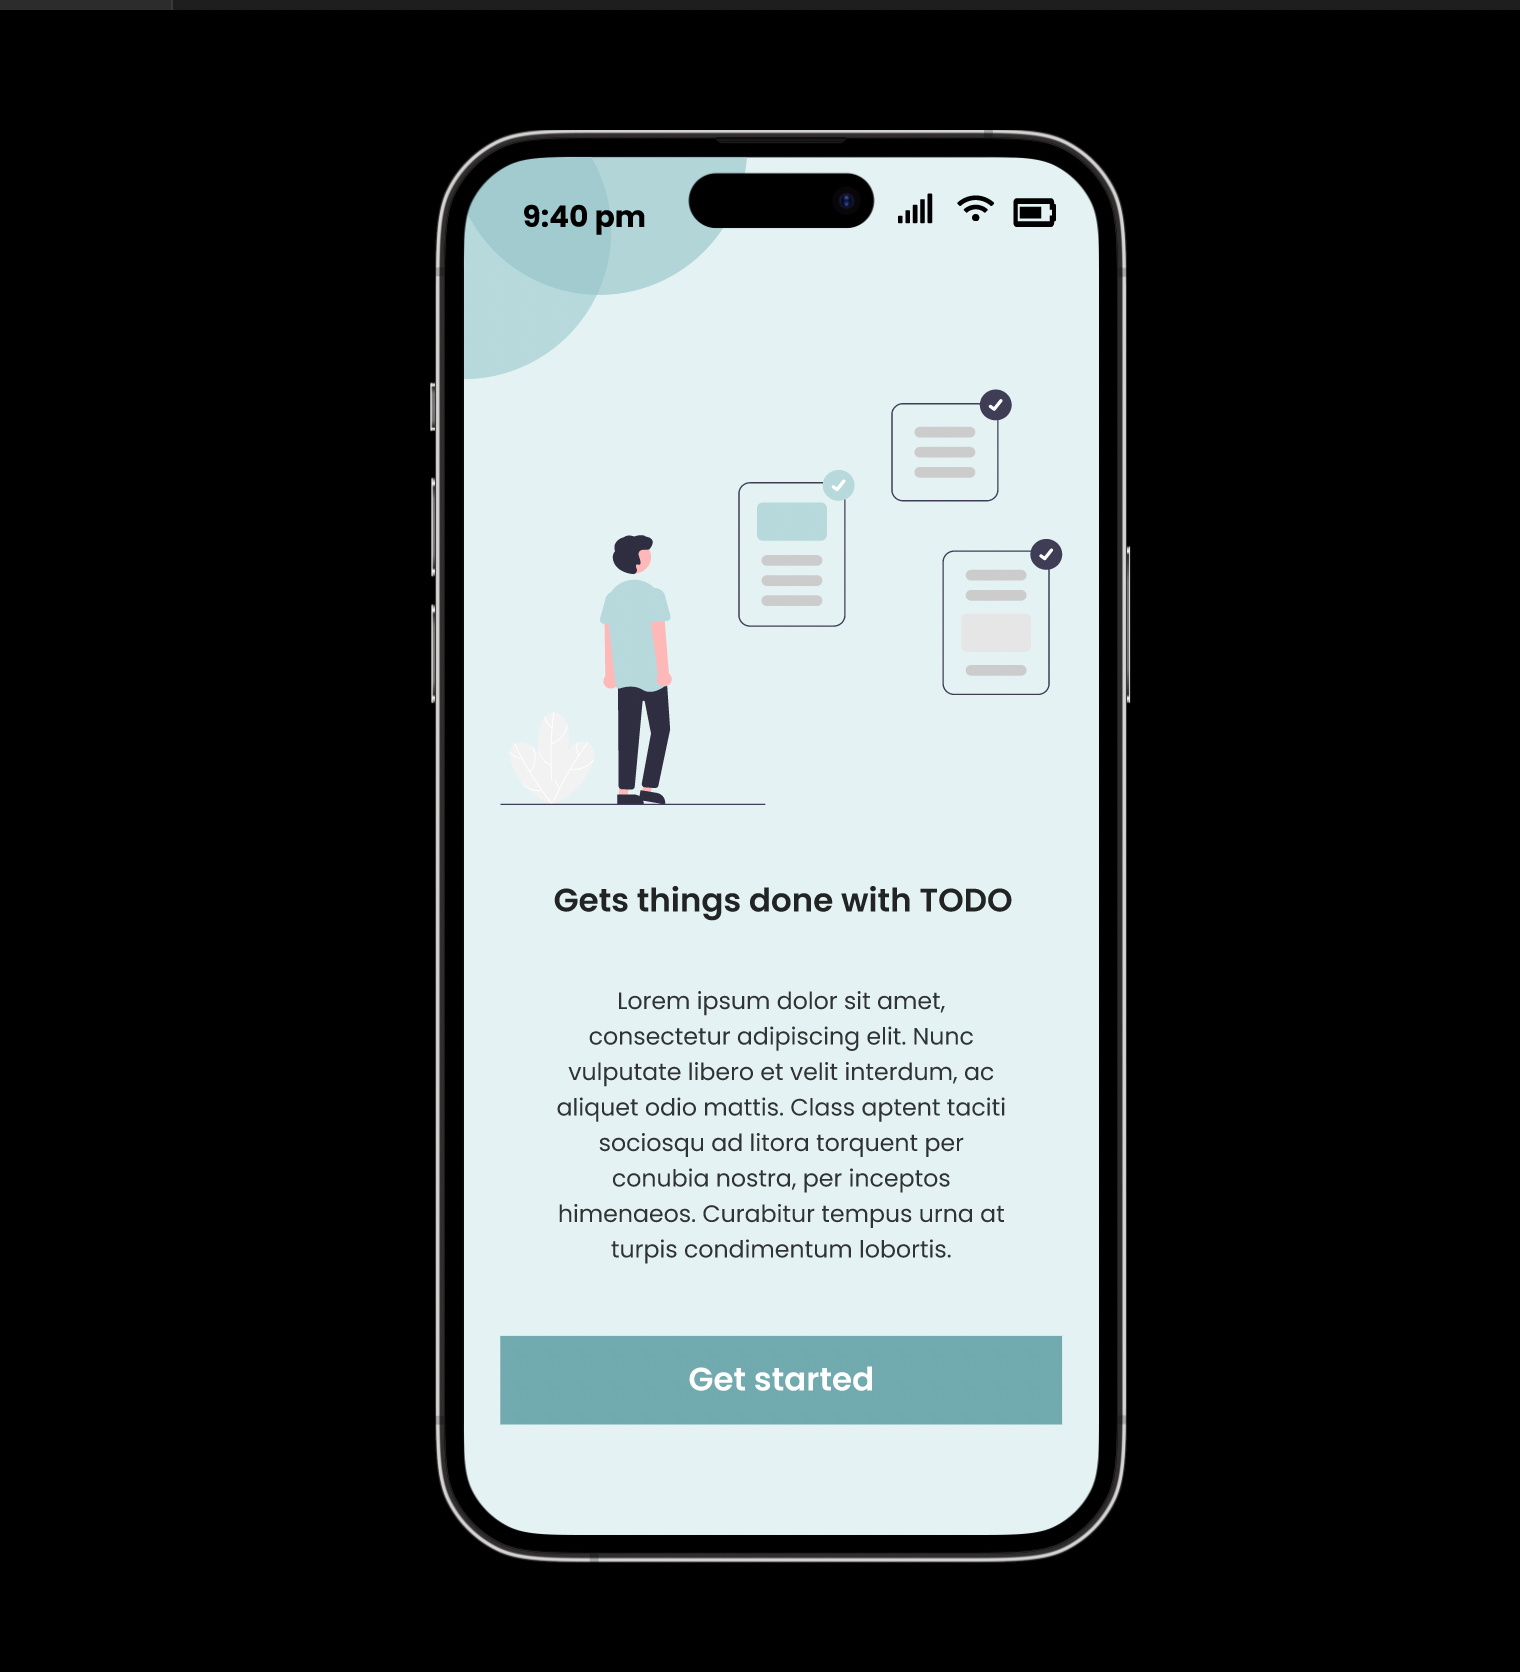 9:40 pm
Gets things done with TODO
Lorem ipsum dolor sit amet,
consectetur adipiscing elit. Nunc
vulputate libero et velit interdum, ac
aliquet odio mattis. Class aptent taciti
sociosqu ad litora torquent per
conubia nostra, per inceptos
himenaeos. Curabitur tempus urna at
turpis condimentum lobortis.
Get started